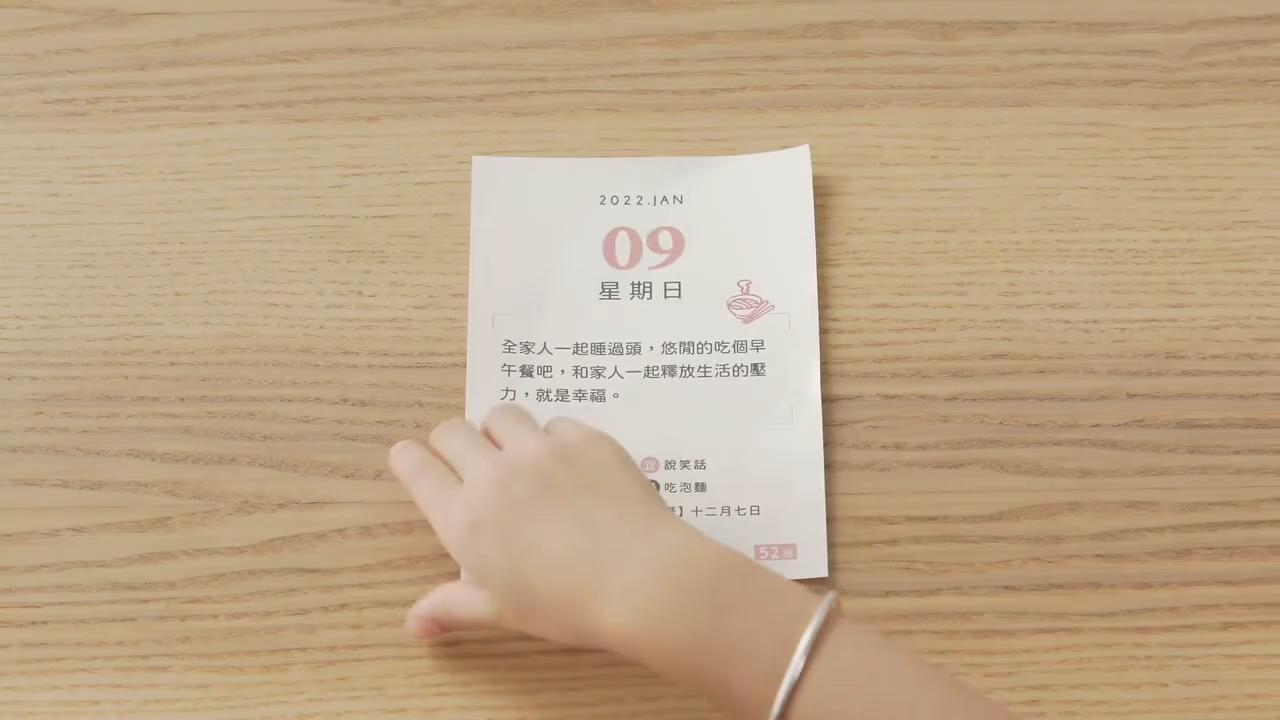 2022.JAN
09
星期日
全家人一起睡過頭，悠閒的吃個早
午餐吧，和家人一起釋放生活的壓
力，就是幸福。
宜 說笑話
吃泡麵
】十二月七日
52